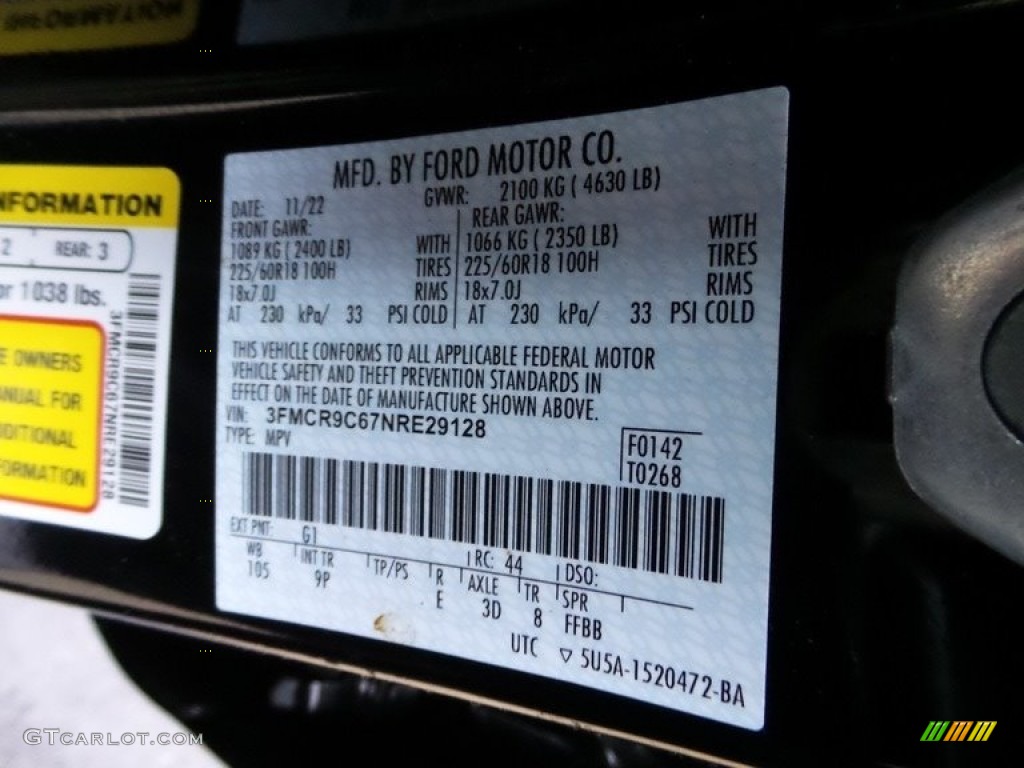 INFORMATION
2 REAR: 3
or 1038 lbs.
OWNERS
MANUAL FOR
INFORMATION
3FMCR9C67NRE29128
MFD. BY FORD MOTOR CO.
DATE: 11/22 GVWR: 2100 KG ( 4630 LB)
FRONT GAWR: REAR GAWR:
1089 KG ( 2400 LB) WITH 1066 KG ( 2350 LB) WITH
225/60R18 100H TIRES 225/60R18 100H TIRES
18x7.0J RIMS 18x7.0J RIMS
AT 230 kPa/ 33 PSI COLD AT 230 kPa/ 33 PSI COLD
THIS VEHICLE CONFORMS TO ALL APPLICABLE FEDERAL MOTOR
VEHICLE SAFETY AND THEFT PREVENTION STANDARDS IN
EFFECT ON THE DATE OF MANUFACTURE SHOWN ABOVE.
VIN: 3FMCR9C67NRE29128
TYPE: MPV
F0142
T0268
EXT PNT: G1 RC: 44 DSO:
WB INT TR TP/PS R AXLE TR SPR
105 9P E 3D 8 FFBB
UTC ▽ 5U5A-1520472-BA
GTCARLOT.COM